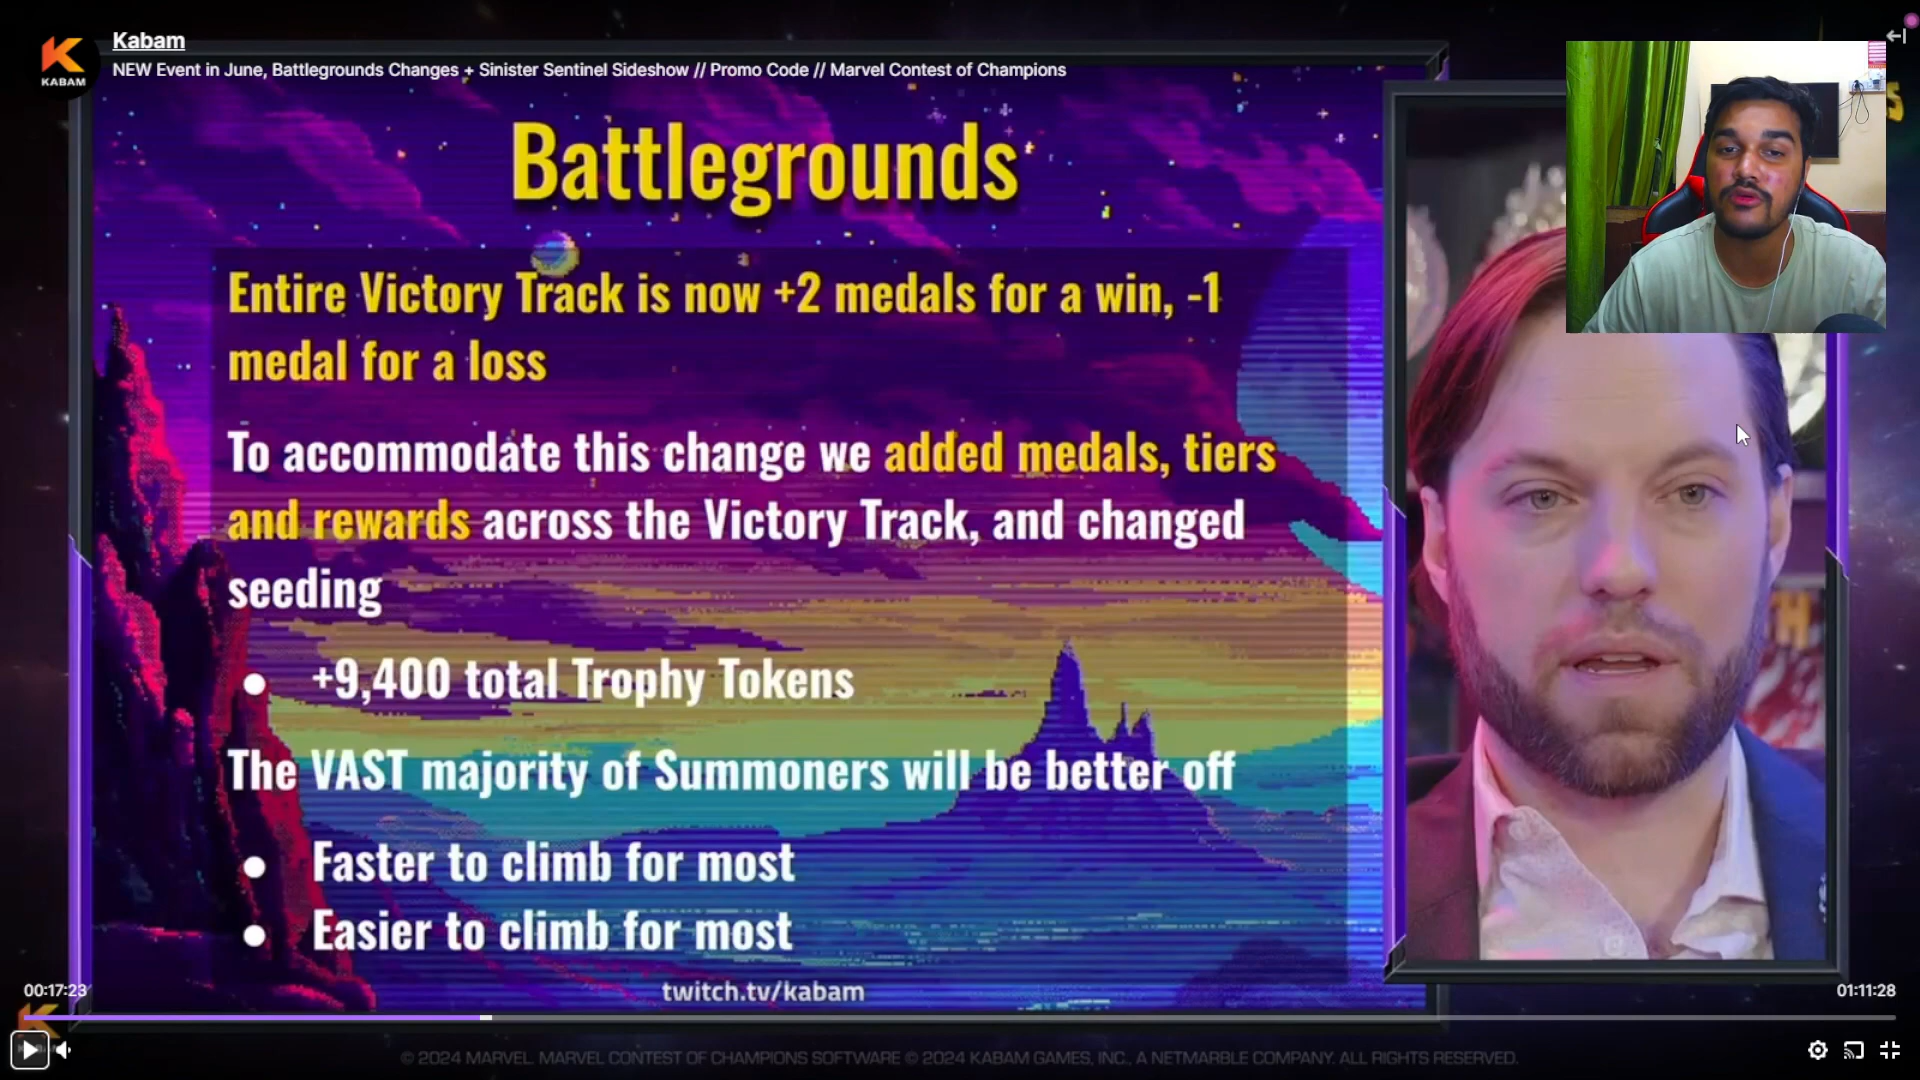 Kabam
NEW Event in June, Battlegrounds Changes + Sinister Sentinel Sideshow // Promo Code // Marvel Contest of Champions
KABAM
Battlegrounds
Entire Victory Track is now +2 medals for a win, -1
medal for a loss
To accommodate this change we added medals, tiers
and rewards across the Victory Track, and changed
seeding
+9,400 total Trophy Tokens
The VAST majority of Summoners will be better off
Faster to climb for most
Easier to climb for most
twitch.tv/kabam
00:17:23
01:11:28
© 2024 MARVEL. MARVEL CONTEST OF CHAMPIONS SOFTWARE © 2024 KABAM GAMES, INC., A NETMARBLE COMPANY. ALL RIGHTS RESERVED.